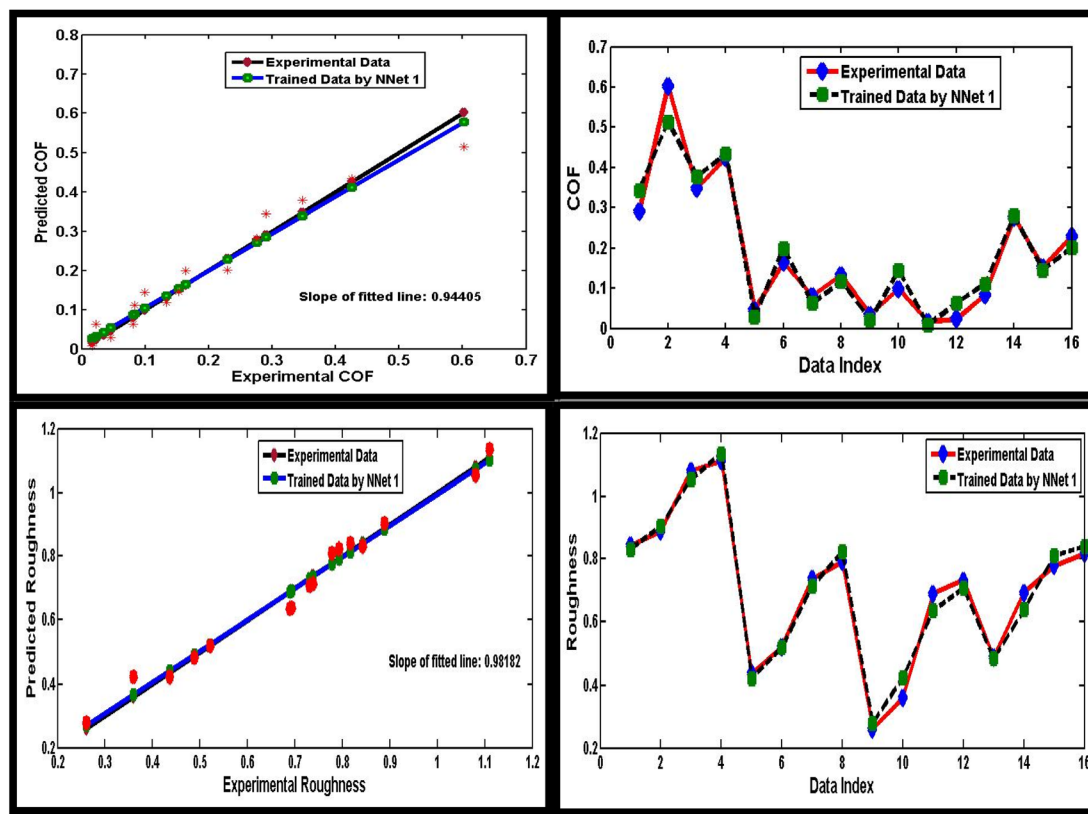 0.8
0.7
0.6
0.5
0.4
0.3
0.2
0.1
0
Predicted COF
Experimental Data
Trained Data by NNet 1
Slope of fitted line: 0.94405
0 0.1 0.2 0.3 0.4 0.5 0.6 0.7
Experimental COF
0.7
0.6
0.5
0.4
0.3
0.2
0.1
0
COF
Experimental Data
Trained Data by NNet 1
0 2 4 6 8 10 12 14 16
Data Index
1.2
1
0.8
0.6
0.4
0.2
Predicted Roughness
Experimental Data
Trained Data by NNet 1
Slope of fitted line: 0.98182
0.2 0.3 0.4 0.5 0.6 0.7 0.8 0.9 1 1.1 1.2
Experimental Roughness
1.2
1
0.8
0.6
0.4
0.2
Roughness
Experimental Data
Trained Data by NNet 1
0 2 4 6 8 10 12 14 16
Data Index